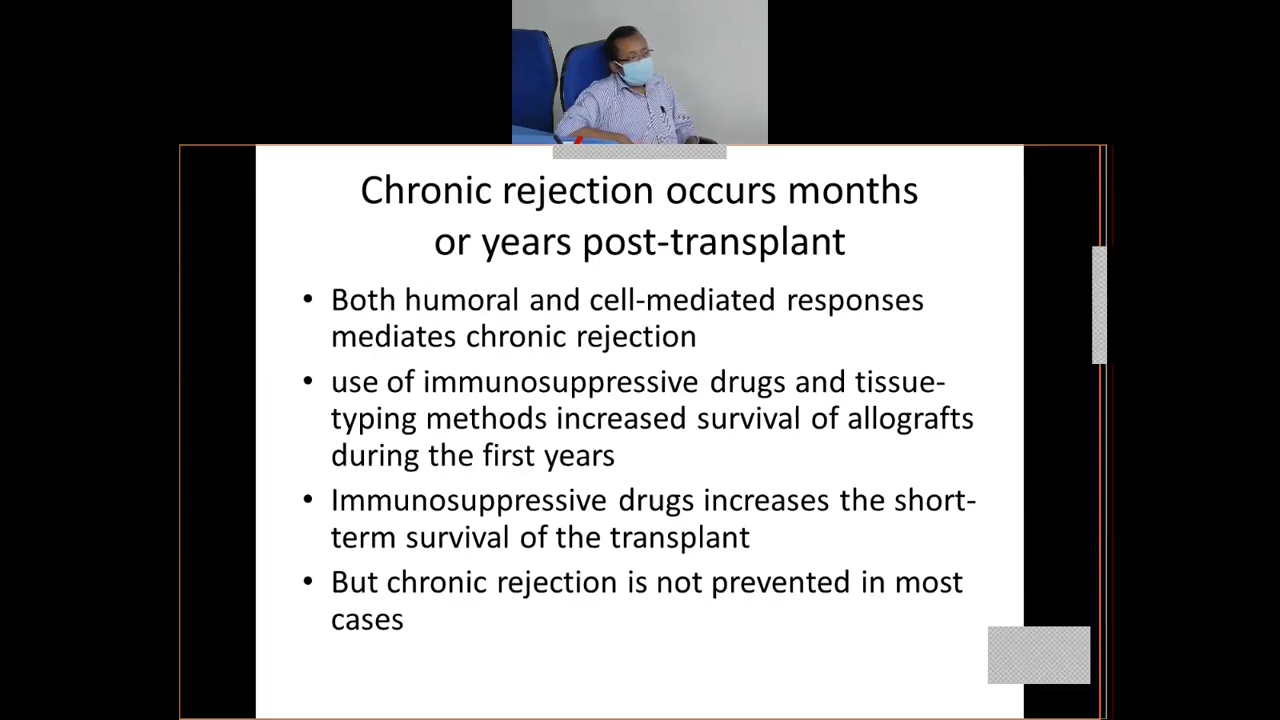 Chronic rejection occurs months
or years post-transplant
• Both humoral and cell-mediated responses
mediates chronic rejection
• use of immunosuppressive drugs and tissue-
typing methods increased survival of allografts
during the first years
• Immunosuppressive drugs increases the short-
term survival of the transplant
• But chronic rejection is not prevented in most
cases